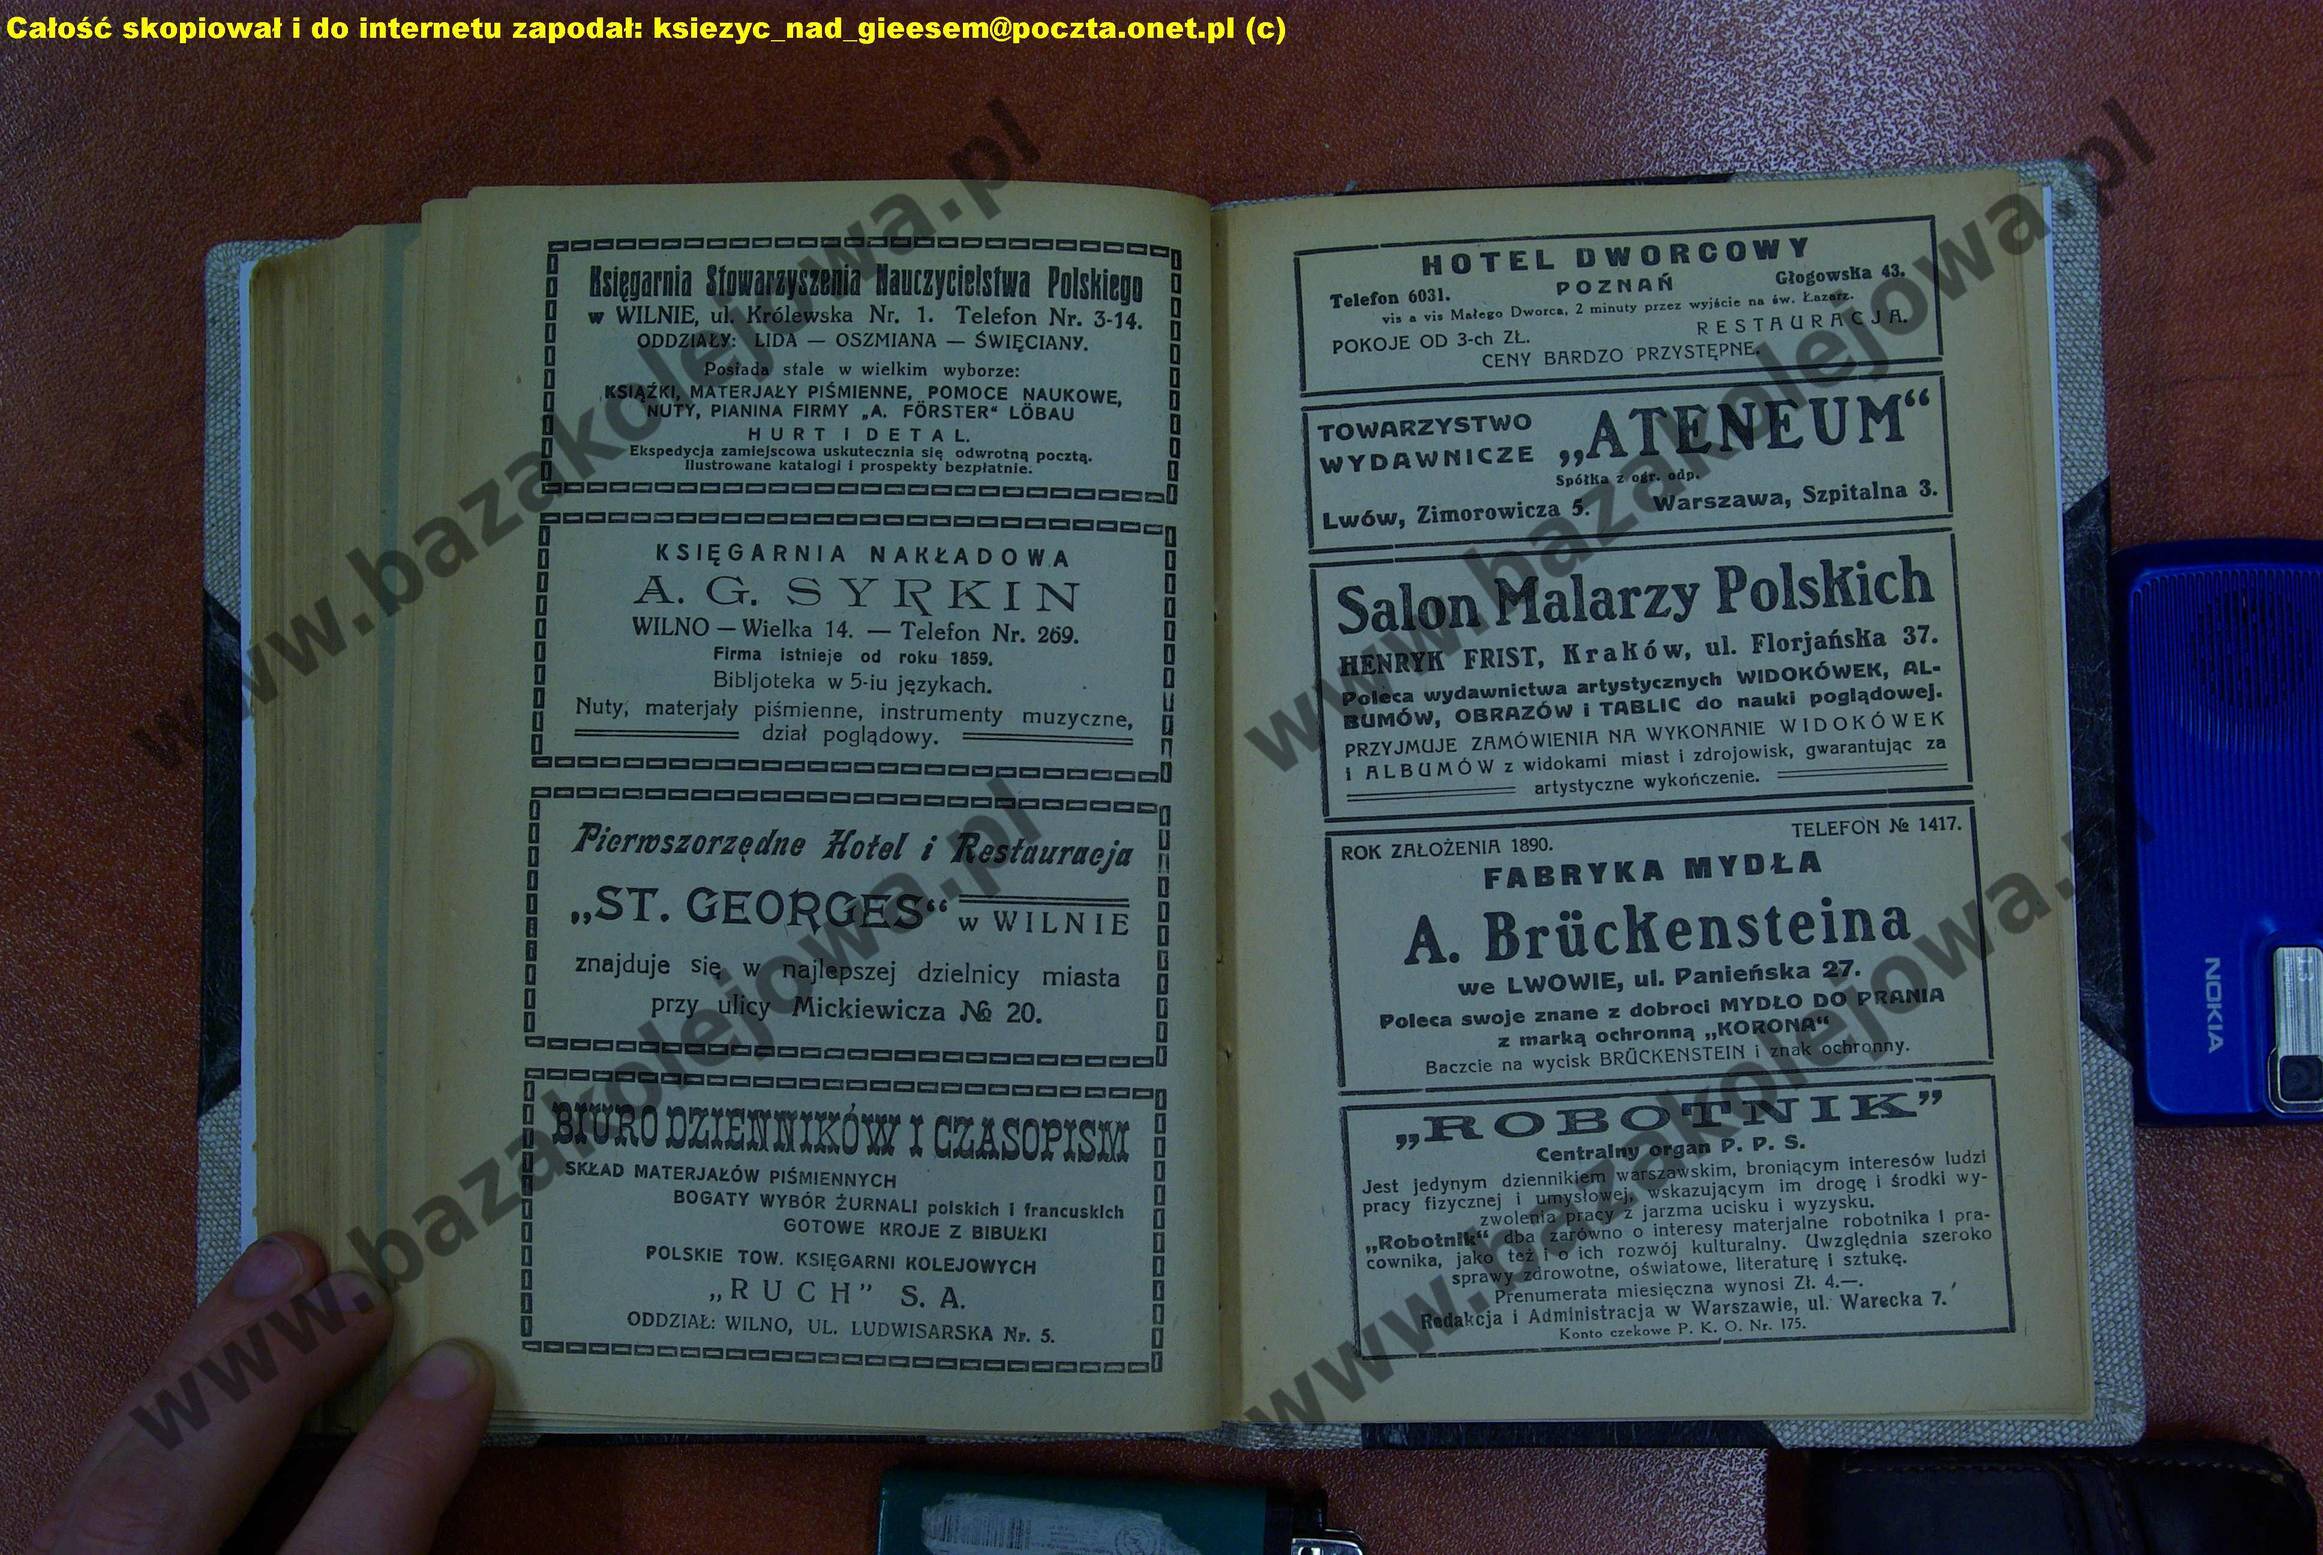 Całość skopiował i do internetu zapodał: ksiezyc_nad_gieesem@poczta.onet.pl (c)
Księgarnia Stowarzyszenia Nauczycielstwa Polskiego
w WILNIE, ul. Królewska Nr. 1. Telefon Nr. 3-14.
ODDZIAŁY: LIDA — OSZMIANA — ŚWIĘCIANY.
Posiada stale w wielkim wyborze:
KSIĄŻKI, MATERJAŁY PIŚMIENNE, POMOCE NAUKOWE,
NUTY, PIANINA FIRMY „A. FÖRSTER“ LÖBAU
HURT I DETAL.
Ekspedycja zamiejscowa uskutecznia się odwrotną pocztą.
Ilustrowane katalogi i prospekty bezpłatnie.
KSIĘGARNIA NAKŁADOWA
A. G. SYRKIN
WILNO — Wielka 14. — Telefon Nr. 269.
Firma istnieje od roku 1859.
Bibljoteka w 5-iu językach.
Nuty, materjały piśmienne, instrumenty muzyczne,
dział poglądowy.
Pierwszorzędne Hotel i Restauracja
„ST. GEORGES“ w WILNIE
znajduje się w najlepszej dzielnicy miasta
przy ulicy Mickiewicza № 20.
BIURO DZIENNIKÓW I CZASOPISM
SKŁAD MATERJAŁÓW PIŚMIENNYCH
BOGATY WYBÓR ŻURNALI polskich i francuskich
GOTOWE KROJE Z BIBUŁKI
POLSKIE TOW. KSIĘGARNI KOLEJOWYCH
„RUCH” S. A.
ODDZIAŁ: WILNO, UL. LUDWISARSKA Nr. 5.
HOTEL DWORCOWY
Telefon 6031. POZNAŃ Głogowska 43.
vis a vis Małego Dworca, 2 minuty przez wyjście na św. Łazarz.
POKOJE OD 3-ch ZŁ. RESTAURACJA.
CENY BARDZO PRZYSTĘPNE.
TOWARZYSTWO
WYDAWNICZE „ATENEUM“
Spółka z ogr. odp.
Lwów, Zimorowicza 5. Warszawa, Szpitalna 3.
Salon Malarzy Polskich
HENRYK FRIST, Kraków, ul. Florjańska 37.
Poleca wydawnictwa artystycznych WIDOKÓWEK, AL-
BUMÓW, OBRAZÓW i TABLIC do nauki poglądowej.
PRZYJMUJE ZAMÓWIENIA NA WYKONANIE WIDOKÓWEK
i ALBUMÓW z widokami miast i zdrojowisk, gwarantując za
artystyczne wykończenie.
ROK ZAŁOŻENIA 1890. TELEFON № 1417.
FABRYKA MYDŁA
A. Brückensteina
we LWOWIE, ul. Panieńska 27.
Poleca swoje znane z dobroci MYDŁO DO PRANIA
z marką ochronną „KORONA“
Baczcie na wycisk BRÜCKENSTEIN i znak ochronny.
„ROBOTNIK”
Centralny organ P. P. S.
Jest jedynym dziennikiem warszawskim, broniącym interesów ludzi
pracy fizycznej i umysłowej, wskazującym im drogę i środki wy-
zwolenia pracy z jarzma ucisku i wyzysku.
„Robotnik“ dba zarówno o interesy materjalne robotnika i pra-
cownika, jako też i o ich rozwój kulturalny. Uwzględnia szeroko
sprawy zdrowotne, oświatowe, literaturę i sztukę.
Prenumerata miesięczna wynosi Zł. 4.—.
Redakcja i Administracja w Warszawie, ul. Warecka 7.
Konto czekowe P. K. O. Nr. 175.
NOKIA
www.bazakolejowa.pl
www.bazakolejowa.pl
www.bazakolejowa.pl
www.bazakolejowa.pl